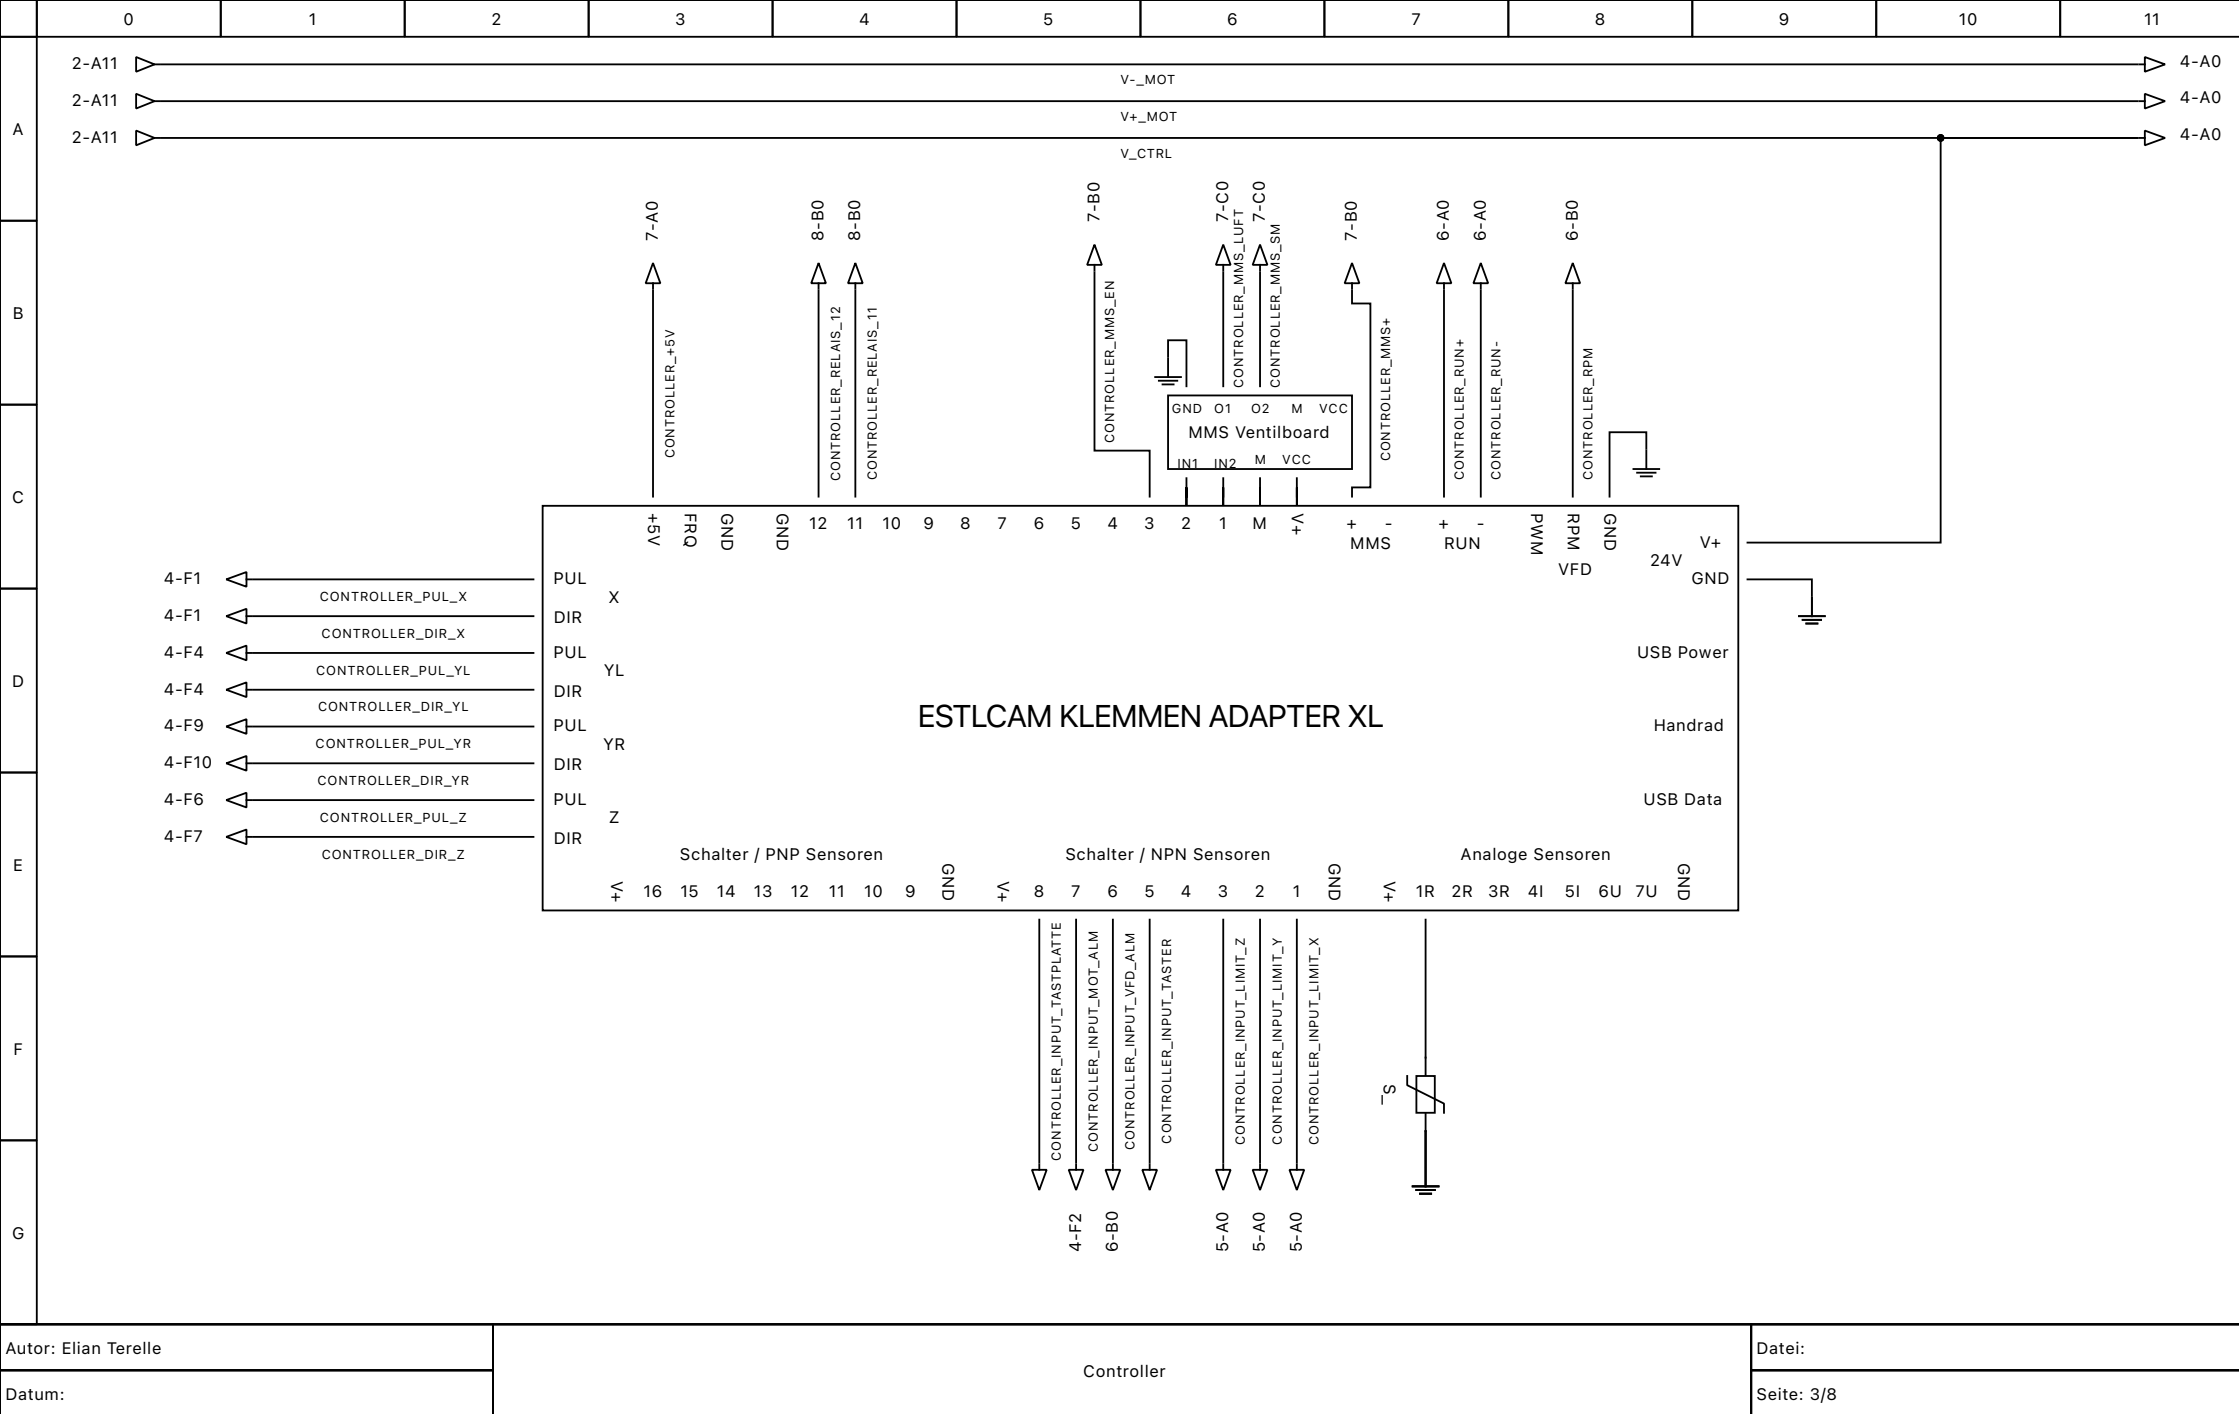 0 1 2 3 4 5 6 7 8 9 10 11
2-A11 4-A0
V-_MOT
2-A11 4-A0
V+_MOT
A
2-A11 4-A0
V_CTRL
7-A0 8-B0 8-B0 7-B0 7-C0 7-C0 7-B0 6-A0 6-A0 6-B0
B
CONTROLLER_+5V
CONTROLLER_RELAIS_12
CONTROLLER_RELAIS_11
CONTROLLER_MMS_EN
CONTROLLER_MMS_LUFT
CONTROLLER_MMS_SM
CONTROLLER_MMS+
CONTROLLER_RUN+
CONTROLLER_RUN-
CONTROLLER_RPM
GND O1 O2 M VCC
MMS Ventilboard
IN1 IN2 M VCC
C
+5V FRQ GND GND 12 11 10 9 8 7 6 5 4 3 2 1 M V+ + - + - PWM RPM GND
MMS RUN
VFD
V+
24V
GND
4-F1 PUL
CONTROLLER_PUL_X
X
4-F1 DIR
CONTROLLER_DIR_X
4-F4 PUL
USB Power
CONTROLLER_PUL_YL
YL
D
4-F4 DIR
CONTROLLER_DIR_YL
ESTLCAM KLEMMEN ADAPTER XL
4-F9 PUL
Handrad
CONTROLLER_PUL_YR
YR
4-F10 DIR
CONTROLLER_DIR_YR
4-F6 PUL
USB Data
CONTROLLER_PUL_Z
Z
4-F7 DIR
CONTROLLER_DIR_Z
Schalter / PNP Sensoren Schalter / NPN Sensoren Analoge Sensoren
E
V+ 16 15 14 13 12 11 10 9 GND V+ 8 7 6 5 4 3 2 1 GND V+ 1R 2R 3R 4I 5I 6U 7U GND
CONTROLLER_INPUT_TASTPLATTE
CONTROLLER_INPUT_MOT_ALM
CONTROLLER_INPUT_VFD_ALM
CONTROLLER_INPUT_TASTER
CONTROLLER_INPUT_LIMIT_Z
CONTROLLER_INPUT_LIMIT_Y
CONTROLLER_INPUT_LIMIT_X
F
S_
G
4-F2 6-B0 5-A0 5-A0 5-A0
Autor: Elian Terelle
Datum:
Controller
Datei:
Seite: 3/8